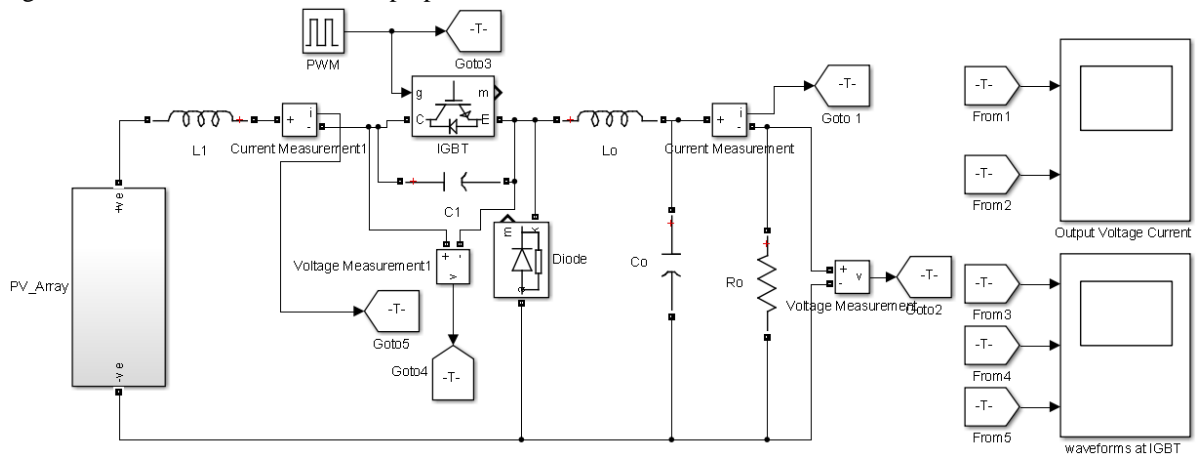 PWM
-T-
Goto3
g
m
C
E
IGBT
+
L1
+
i
-
Current Measurement1
+
Lo
+
i
-
Current Measurement
-T-
Goto 1
-T-
From1
-T-
From2
Output Voltage Current
+
C1
+ve
PV_Array
-ve
+
-
v
Voltage Measurement1
m
k
a
Diode
+
Co
+
Ro
+
-
v
Voltage Measurement
-T-
Goto2
-T-
Goto5
-T-
Goto4
-T-
From3
-T-
From4
-T-
From5
waveforms at IGBT